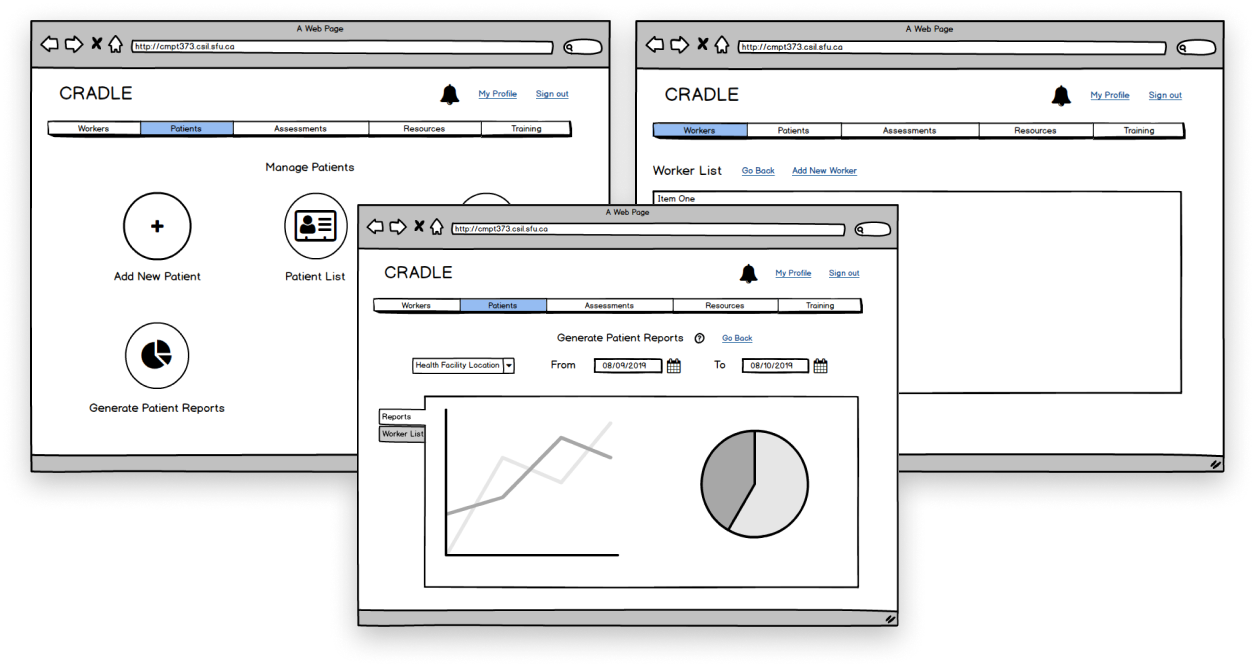 A Web Page
http://cmpt373.csil.sfu.ca
CRADLE
My Profile Sign out
Workers Patients Assessments Resources Training
Manage Patients
Add New Patient Patient List
Generate Patient Reports
A Web Page
http://cmpt373.csil.sfu.ca
CRADLE
My Profile Sign out
Workers Patients Assessments Resources Training
Worker List Go Back Add New Worker
Item One
A Web Page
http://cmpt373.csil.sfu.ca
CRADLE
My Profile Sign out
Workers Patients Assessments Resources Training
Generate Patient Reports ? Go Back
Health Facility Location From 08/09/2019 To 08/10/2019
Reports
Worker List